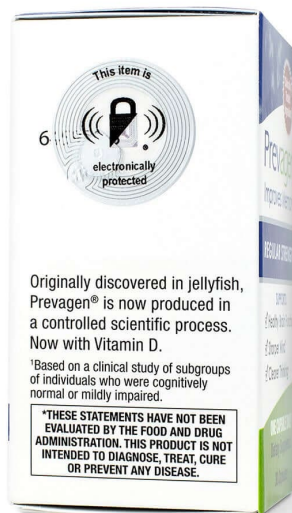 This item is
electronically
protected
®
Originally discovered in jellyfish,
Prevagen® is now produced in
a controlled scientific process.
Now with Vitamin D.
¹Based on a clinical study of subgroups
of individuals who were cognitively
normal or mildly impaired.
*THESE STATEMENTS HAVE NOT BEEN
EVALUATED BY THE FOOD AND DRUG
ADMINISTRATION. THIS PRODUCT IS NOT
INTENDED TO DIAGNOSE, TREAT, CURE
OR PREVENT ANY DISEASE.
REGULAR